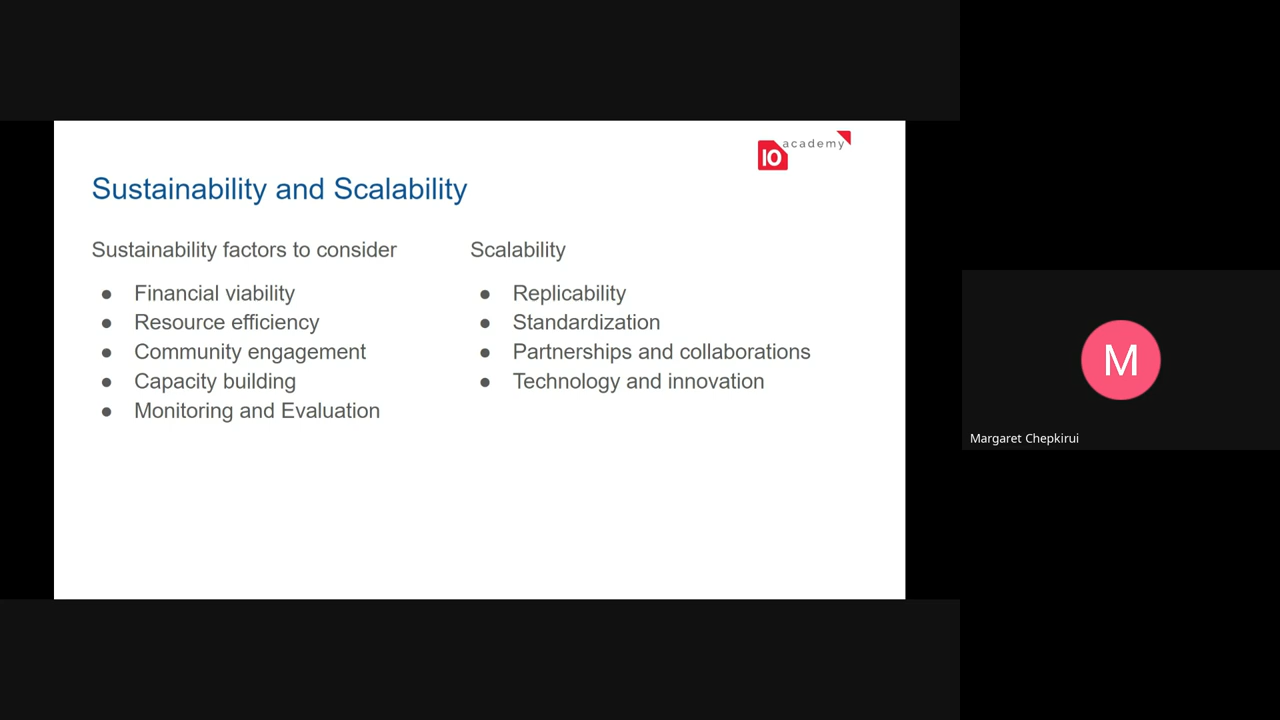 10 academy
Sustainability and Scalability
Sustainability factors to consider
Financial viability
Resource efficiency
Community engagement
Capacity building
Monitoring and Evaluation
Scalability
Replicability
Standardization
Partnerships and collaborations
Technology and innovation
M
Margaret Chepkirui